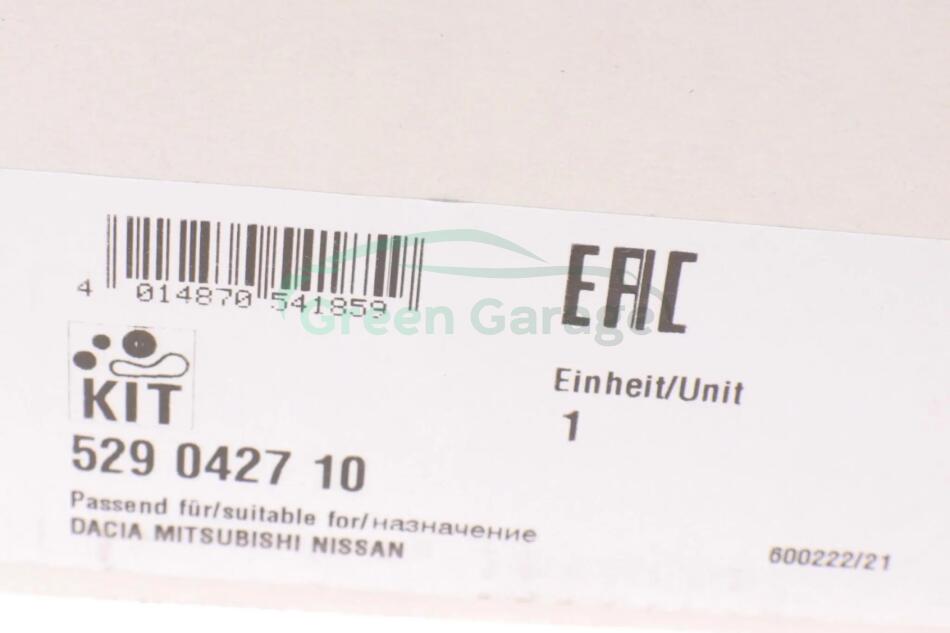 4 014870 541859
EAC
Green Garage
KIT
Einheit/Unit
1
529 0427 10
Passend für/suitable for/назначение
DACIA MITSUBISHI NISSAN
600222/21